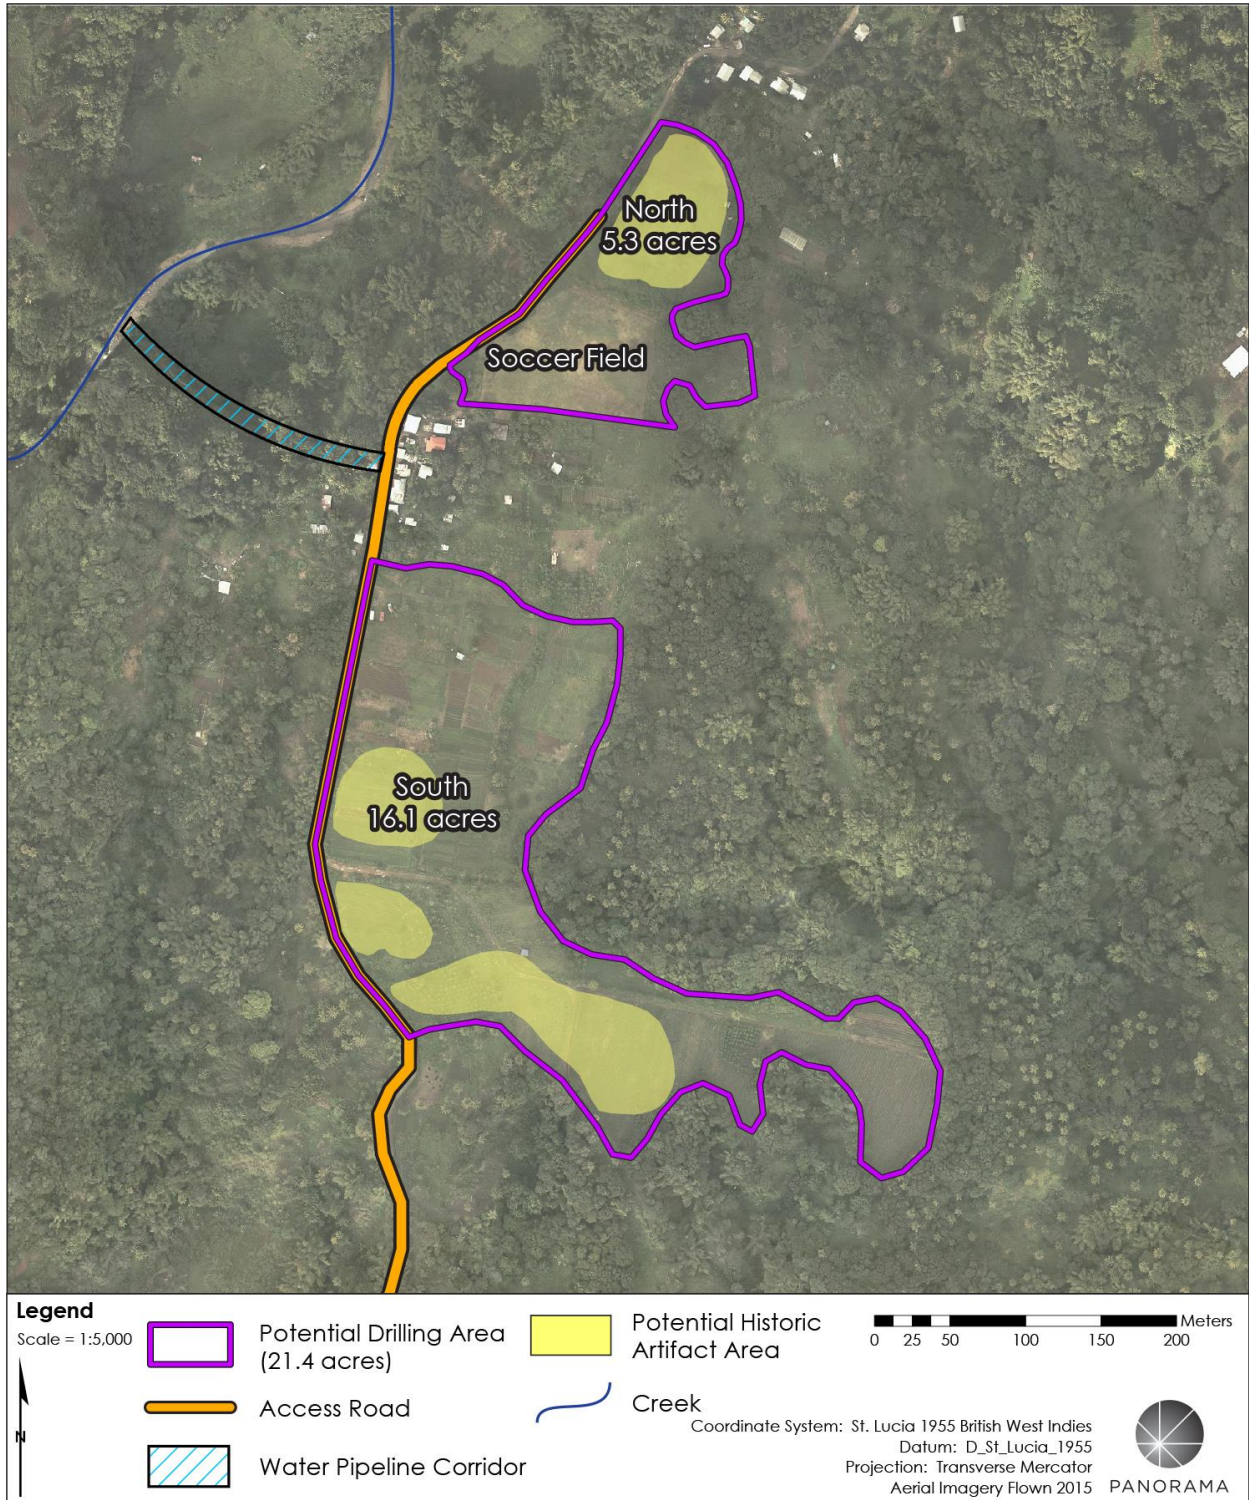 North
5.3 acres
Soccer Field
South
16.1 acres
Legend
Scale = 1:5,000
N
Potential Drilling Area
(21.4 acres)
Access Road
Water Pipeline Corridor
Potential Historic
Artifact Area
Creek
Meters
0 25 50 100 150 200
Coordinate System: St. Lucia 1955 British West Indies
Datum: D_St_Lucia_1955
Projection: Transverse Mercator
Aerial Imagery Flown 2015
PANORAMA